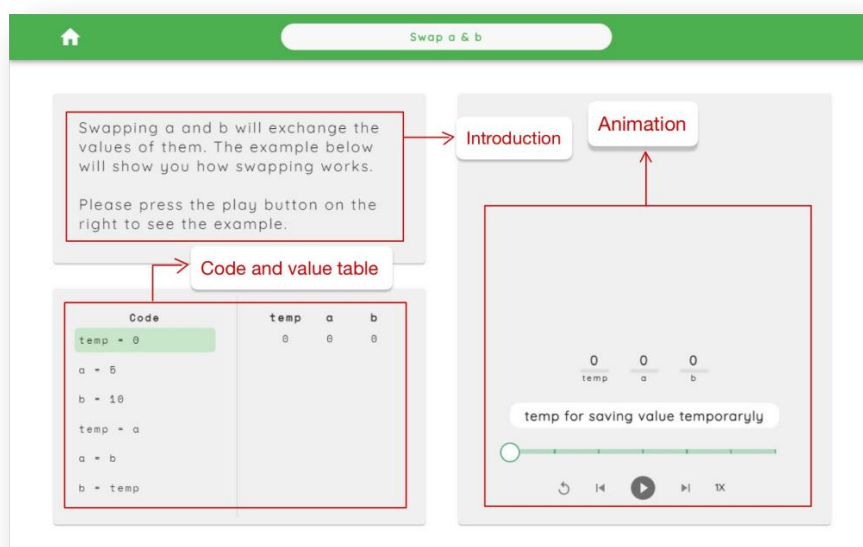 Swap a & b
Swapping a and b will exchange the
values of them. The example below
will show you how swapping works.
Please press the play button on the
right to see the example.
Introduction
Animation
Code and value table
Code
temp = 0
a = 5
b = 10
temp = a
a = b
b = temp
temp a b
0 0 0
0 0 0
temp a b
temp for saving value temporaryly
1X